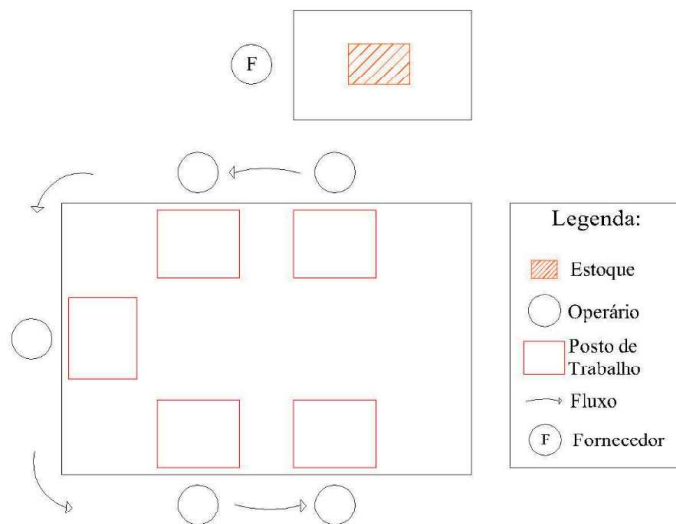 F
Legenda:
Estoque
Operário
Posto de
Trabalho
Fluxo
F Fornecedor